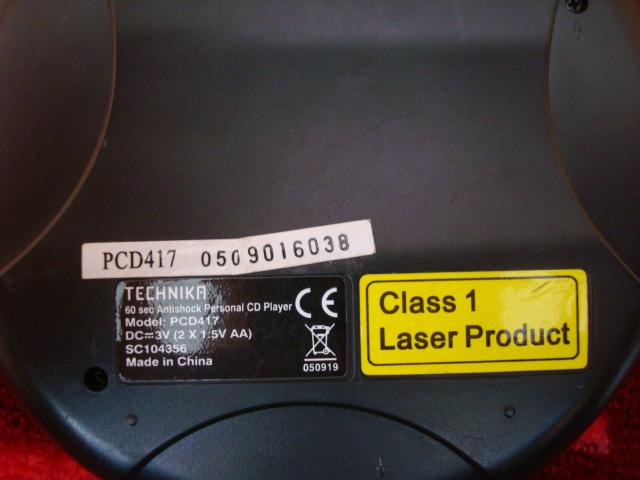 PCD417 0509016038
TECHNIKA
60 sec Antishock Personal CD Player
Model: PCD417
DC⎓3V (2 X 1.5V AA)
SC104356
Made in China
CE
050919
Class 1
Laser Product